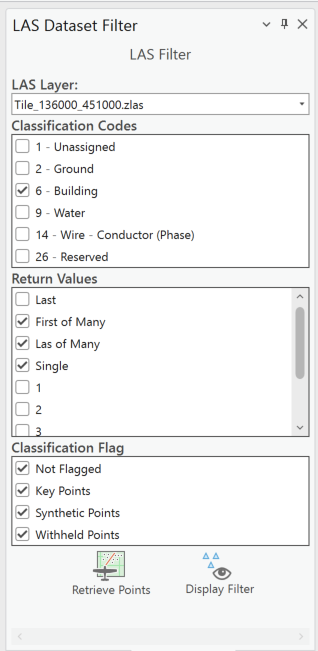 LAS Dataset Filter
LAS Filter
LAS Layer:
Tile_136000_451000.zlas
Classification Codes
1 - Unassigned
2 - Ground
6 - Building
9 - Water
14 - Wire - Conductor (Phase)
26 - Reserved
Return Values
Last
First of Many
Las of Many
Single
1
2
3
Classification Flag
Not Flagged
Key Points
Synthetic Points
Withheld Points
Retrieve Points Display Filter